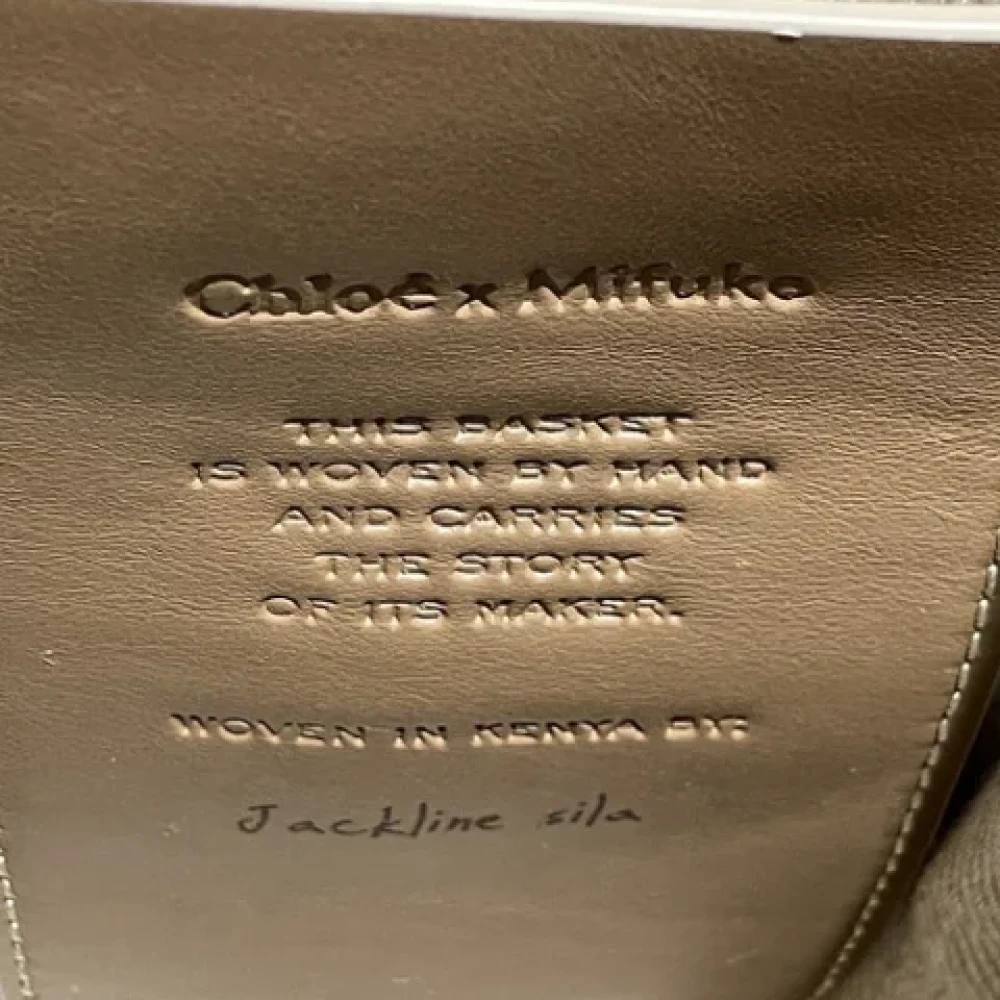 Chloé x Mifuko
THIS BASKET
IS WOVEN BY HAND
AND CARRIES
THE STORY
OF ITS MAKER.
WOVEN IN KENYA BY:
Jackline sila